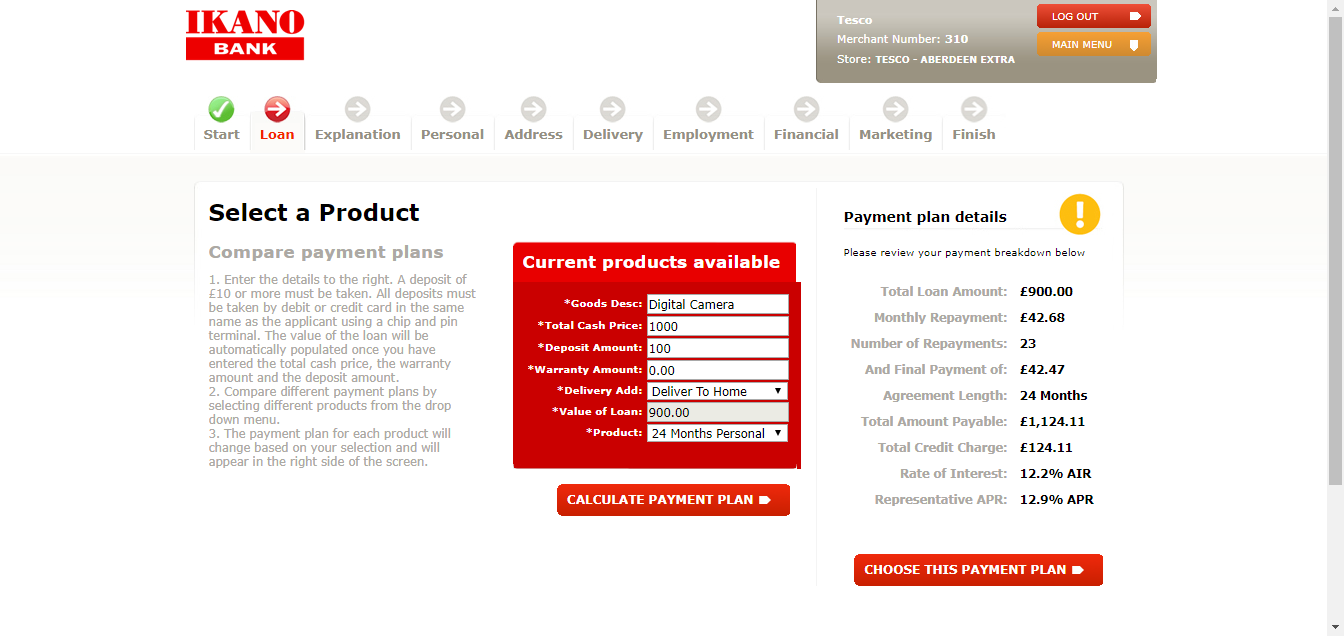 IKANO
BANK
Tesco
Merchant Number: 310
Store: TESCO - ABERDEEN EXTRA
LOG OUT
MAIN MENU
Start
Loan
Explanation
Personal
Address
Delivery
Employment
Financial
Marketing
Finish
Select a Product
Compare payment plans
1. Enter the details to the right. A deposit of
£10 or more must be taken. All deposits must
be taken by debit or credit card in the same
name as the applicant using a chip and pin
terminal. The value of the loan will be
automatically populated once you have
entered the total cash price, the warranty
amount and the deposit amount.
2. Compare different payment plans by
selecting different products from the drop
down menu.
3. The payment plan for each product will
change based on your selection and will
appear in the right side of the screen.
Current products available
*Goods Desc: Digital Camera
*Total Cash Price: 1000
*Deposit Amount: 100
*Warranty Amount: 0.00
*Delivery Add: Deliver To Home
*Value of Loan: 900.00
*Product: 24 Months Personal
CALCULATE PAYMENT PLAN
Payment plan details
Please review your payment breakdown below
Total Loan Amount: £900.00
Monthly Repayment: £42.68
Number of Repayments: 23
And Final Payment of: £42.47
Agreement Length: 24 Months
Total Amount Payable: £1,124.11
Total Credit Charge: £124.11
Rate of Interest: 12.2% AIR
Representative APR: 12.9% APR
CHOOSE THIS PAYMENT PLAN